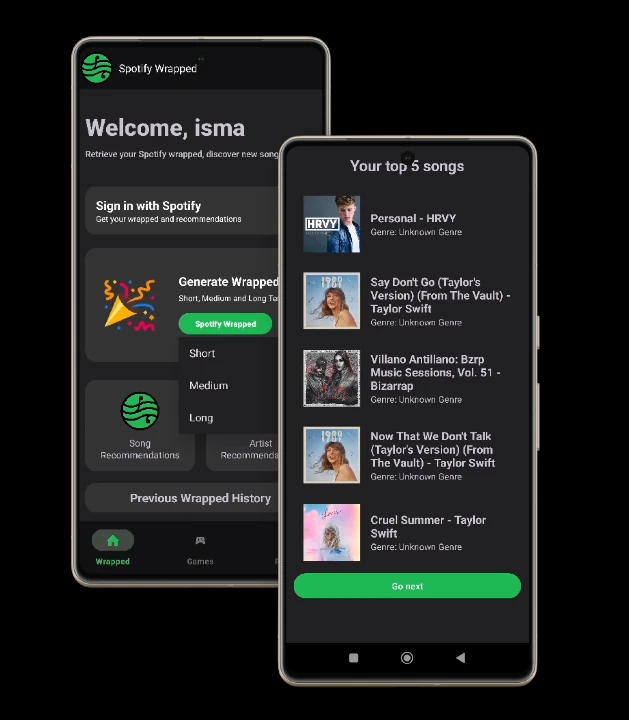 Spotify Wrapped
Welcome, isma
Retrieve your Spotify wrapped, discover new song
Sign in with Spotify
Get your wrapped and recommendations
Generate Wrapped
Short, Medium and Long Te
Spotify Wrapped
Short
Medium
Long
Song
Recommendations
Artist
Recommenda
Previous Wrapped History
Wrapped
Games
Your top 5 songs
HRVY
Personal - HRVY
Genre: Unknown Genre
1989
Say Don't Go (Taylor's
Version) (From The Vault) -
Taylor Swift
Genre: Unknown Genre
Villano Antillano: Bzrp
Music Sessions, Vol. 51 -
Bizarrap
Genre: Unknown Genre
1989
Now That We Don't Talk
(Taylor's Version) (From
The Vault) - Taylor Swift
Genre: Unknown Genre
Lover
Cruel Summer - Taylor
Swift
Genre: Unknown Genre
Go next